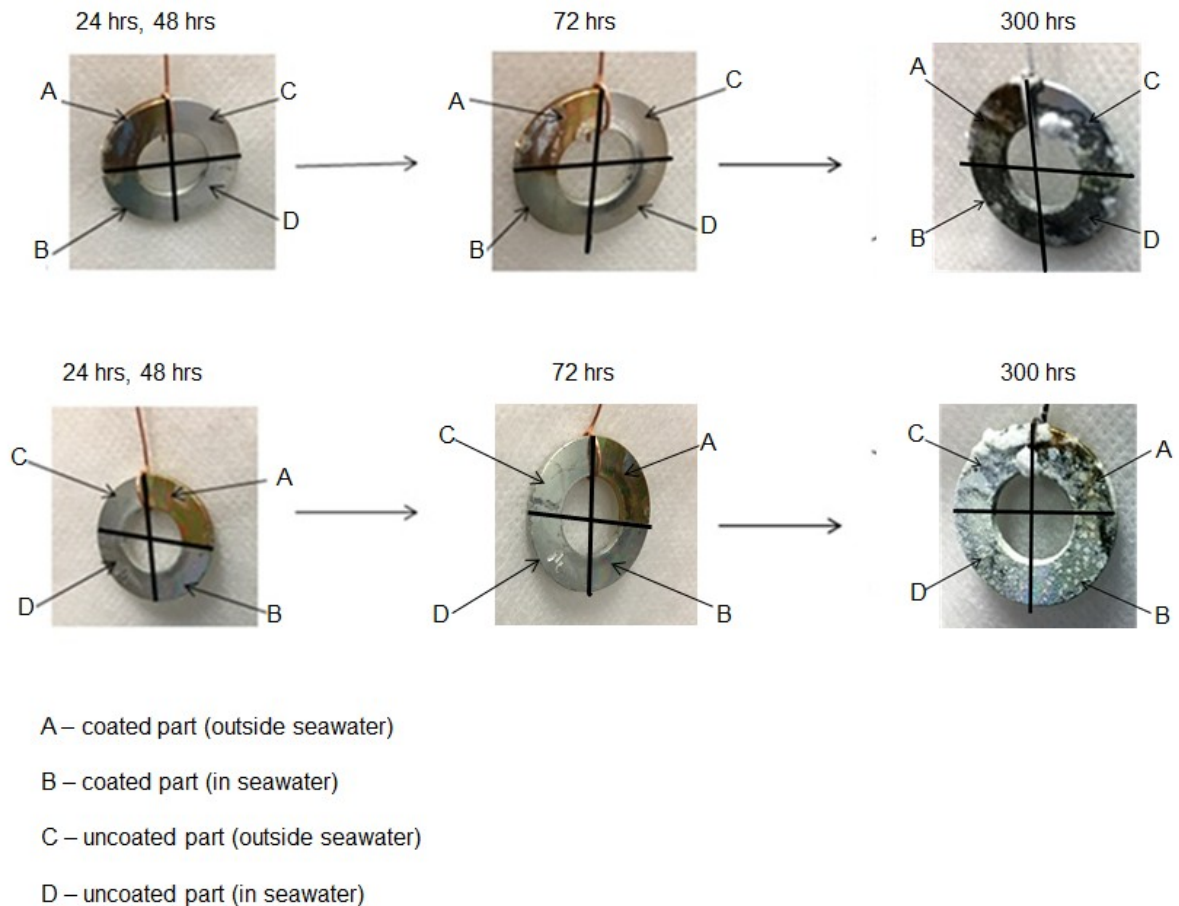 24 hrs, 48 hrs
72 hrs
300 hrs
A
C
B
D
A
C
B
D
A
C
B
D
24 hrs, 48 hrs
72 hrs
300 hrs
C
A
D
B
C
A
D
B
C
A
D
B
A – coated part (outside seawater)
B – coated part (in seawater)
C – uncoated part (outside seawater)
D – uncoated part (in seawater)